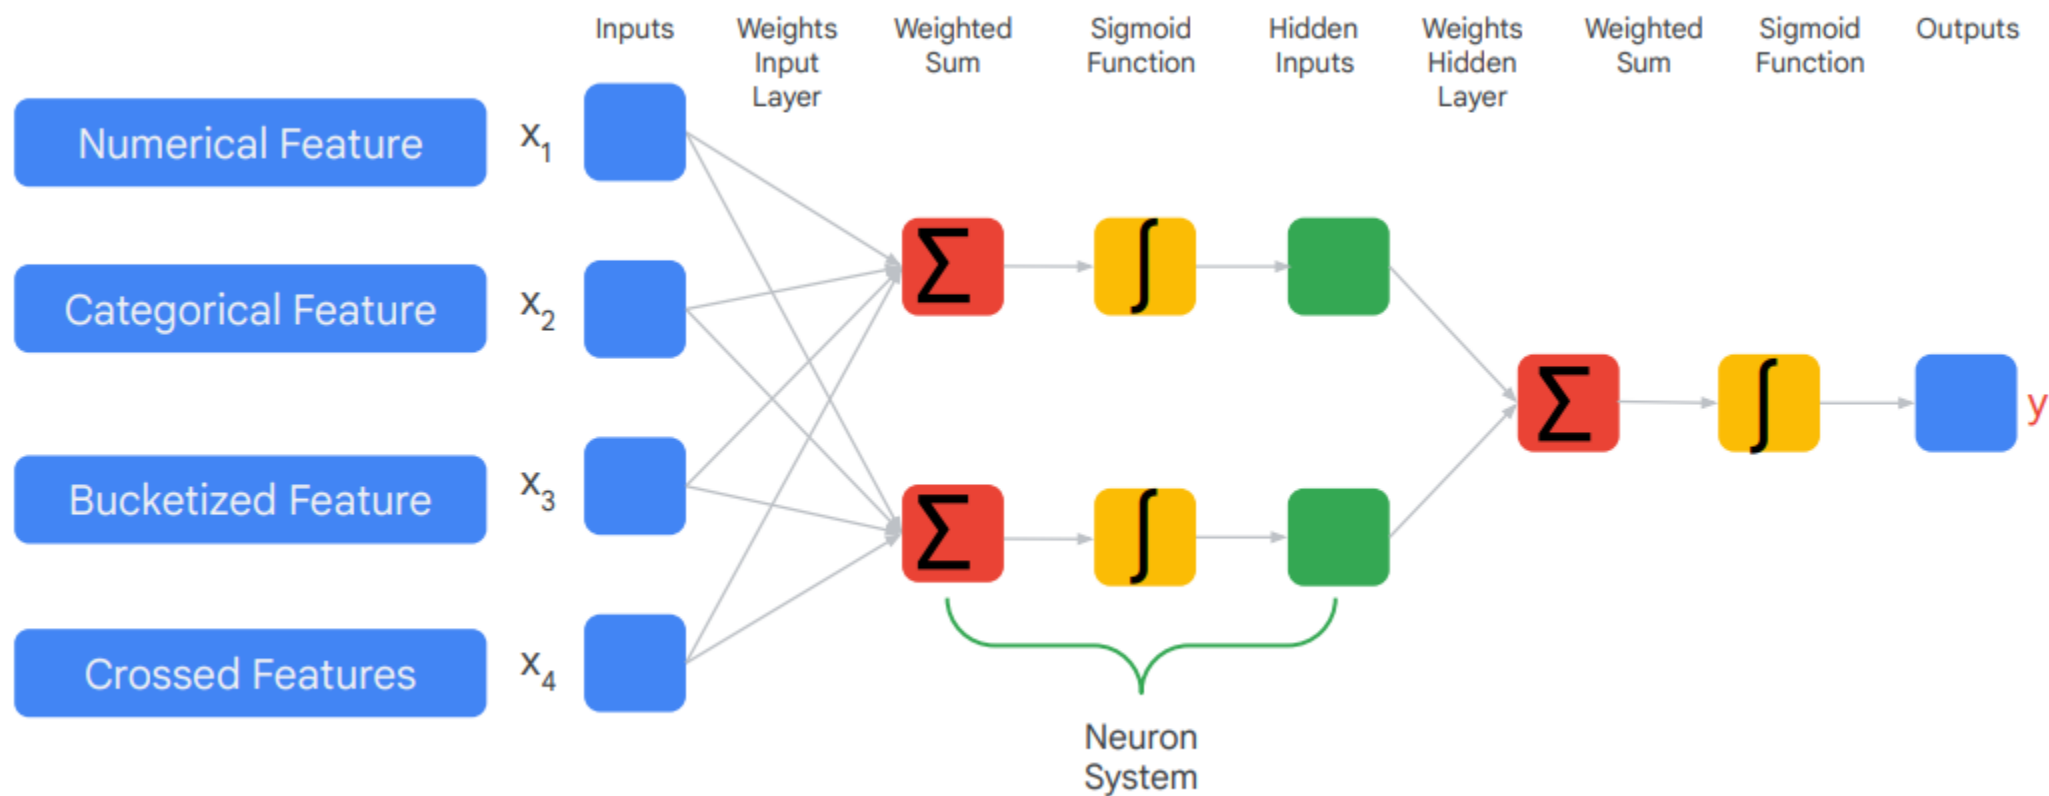 Inputs
Weights
Input
Layer
Weighted
Sum
Sigmoid
Function
Hidden
Inputs
Weights
Hidden
Layer
Weighted
Sum
Sigmoid
Function
Outputs
Numerical Feature
x₁
Categorical Feature
x₂
Σ
∫
Bucketized Feature
x₃
Σ
∫
Σ
∫
y
Crossed Features
x₄
Neuron
System